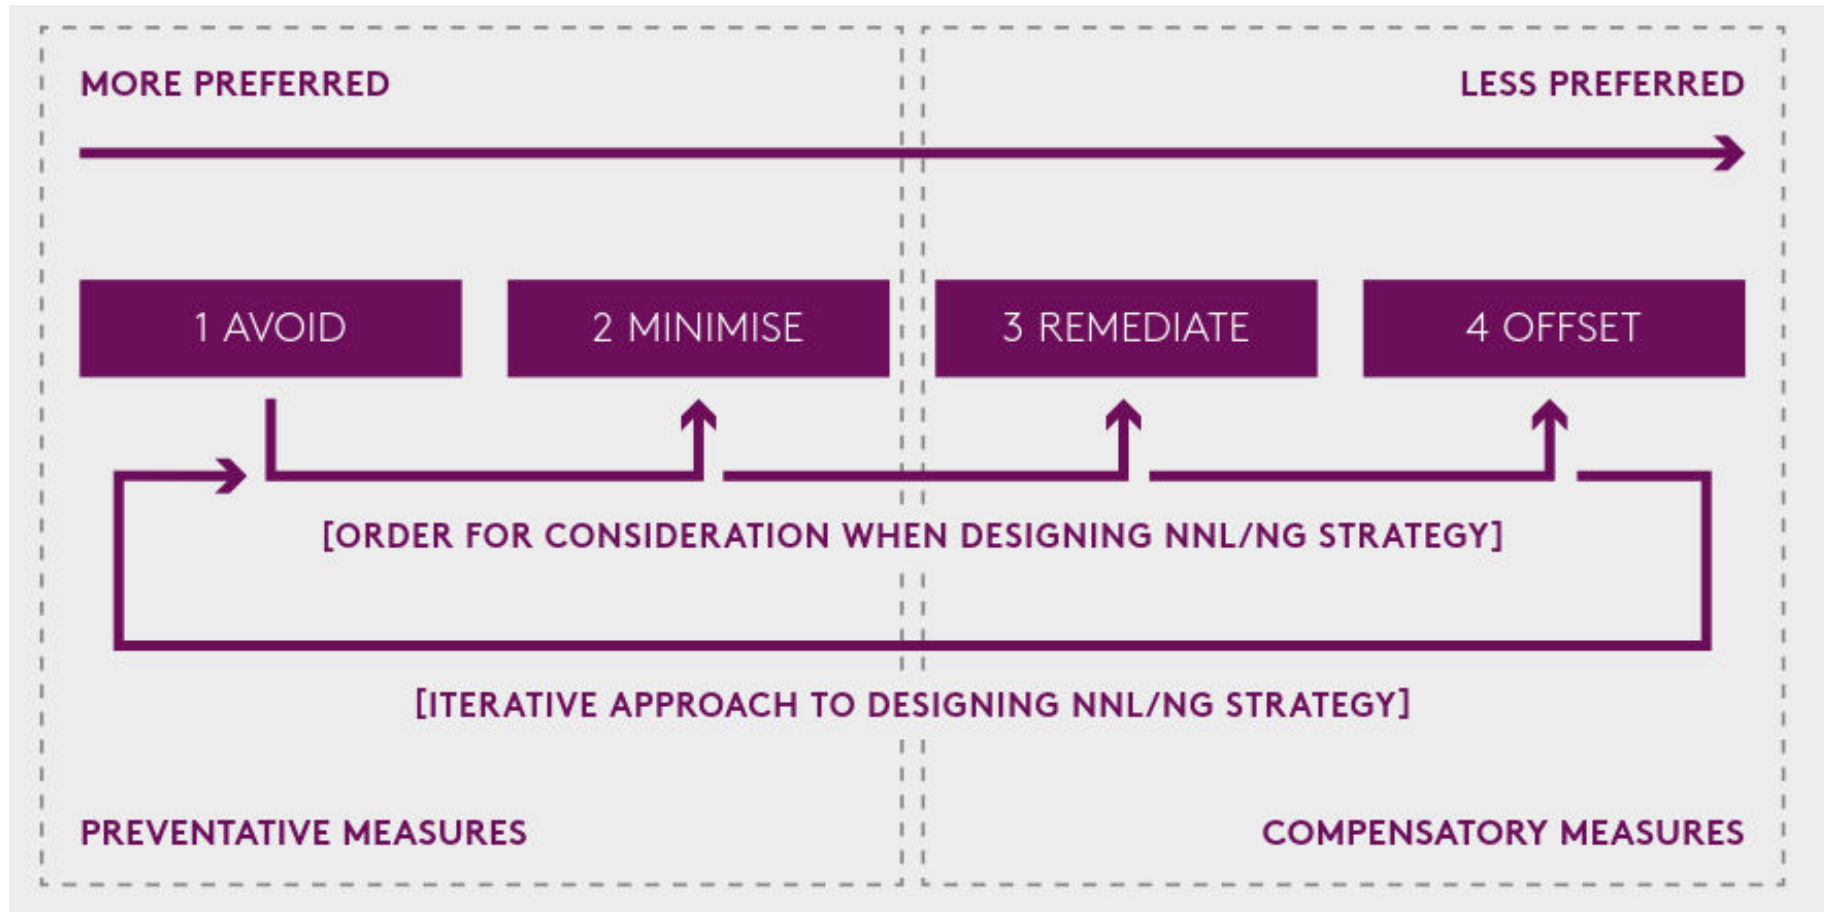 MORE PREFERRED
LESS PREFERRED
1 AVOID
2 MINIMISE
3 REMEDIATE
4 OFFSET
[ORDER FOR CONSIDERATION WHEN DESIGNING NNL/NG STRATEGY]
[ITERATIVE APPROACH TO DESIGNING NNL/NG STRATEGY]
PREVENTATIVE MEASURES
COMPENSATORY MEASURES